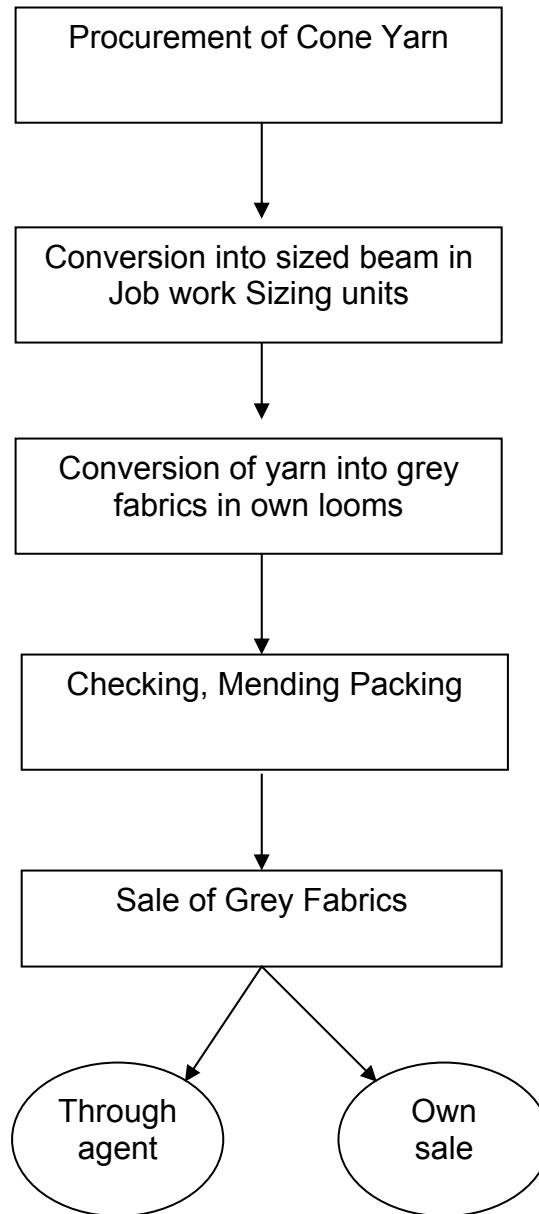 Procurement of Cone Yarn
Conversion into sized beam in
Job work Sizing units
Conversion of yarn into grey
fabrics in own looms
Checking, Mending Packing
Sale of Grey Fabrics
Through
agent
Own
sale